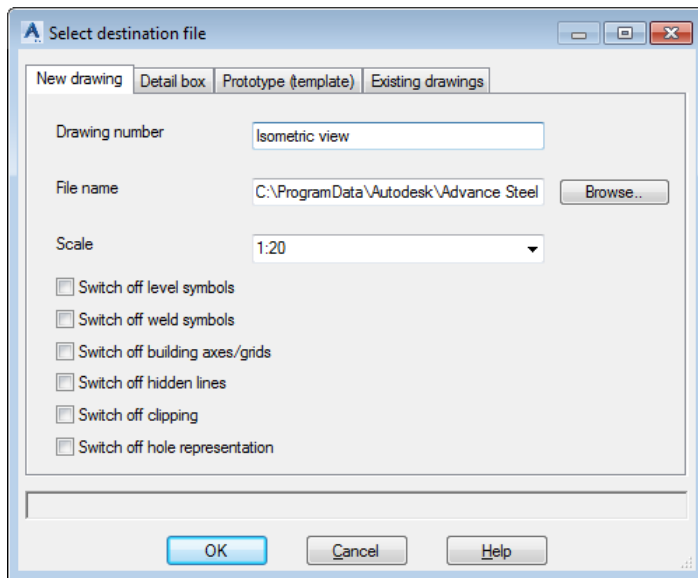 Select destination file
New drawing Detail box Prototype (template) Existing drawings
Drawing number Isometric view
File name C:\ProgramData\Autodesk\Advance Steel Browse..
Scale 1:20
Switch off level symbols
Switch off weld symbols
Switch off building axes/grids
Switch off hidden lines
Switch off clipping
Switch off hole representation
OK Cancel Help